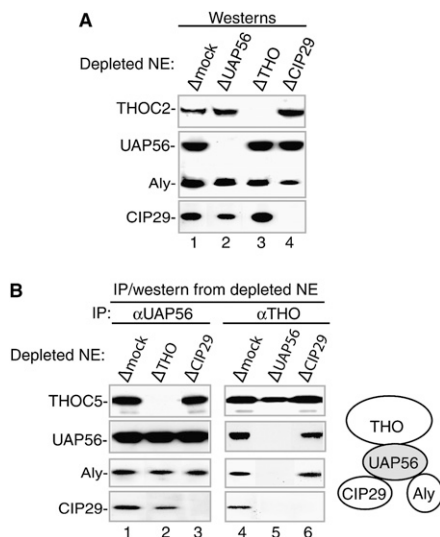 A
Westerns
Depleted NE: Δmock ΔUAP56 ΔTHO ΔCIP29
THOC2-
UAP56-
Aly-
CIP29-
1 2 3 4
B
IP/western from depleted NE
IP: αUAP56 αTHO
Depleted NE: Δmock ΔTHO ΔCIP29 Δmock ΔUAP56 ΔCIP29
THOC5-
UAP56-
Aly-
CIP29-
1 2 3 4 5 6
THO
UAP56
CIP29 Aly